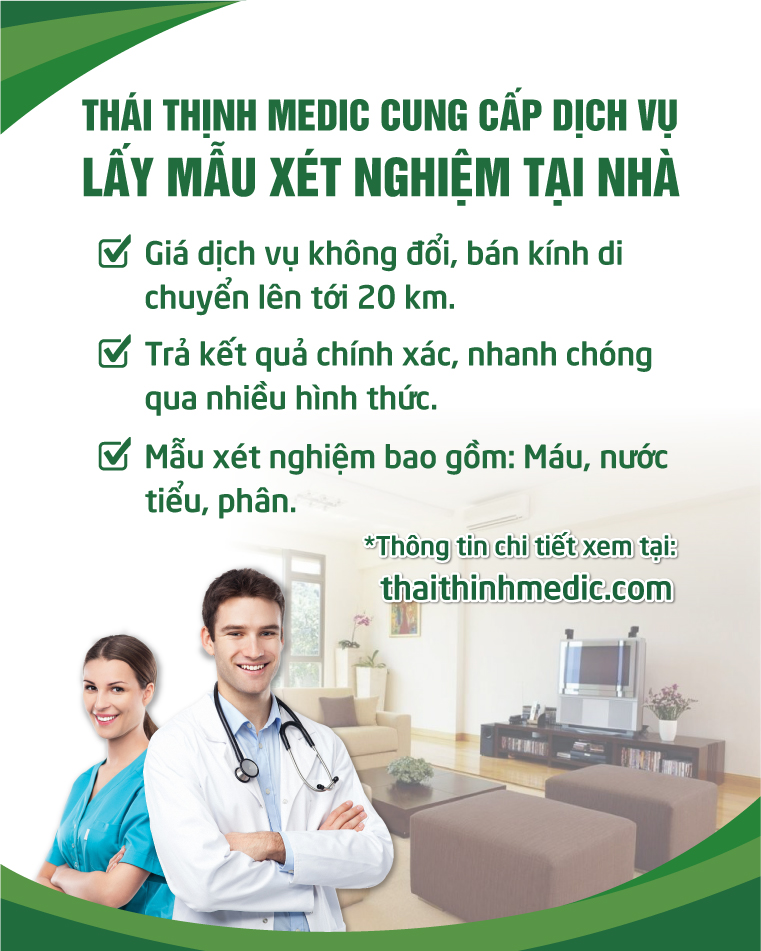 THÁI THỊNH MEDIC CUNG CẤP DỊCH VỤ
LẤY MẪU XÉT NGHIỆM TẠI NHÀ
Giá dịch vụ không đổi, bán kính di
chuyển lên tới 20 km.
Trả kết quả chính xác, nhanh chóng
qua nhiều hình thức.
Mẫu xét nghiệm bao gồm: Máu, nước
tiểu, phân.
*Thông tin chi tiết xem tại:
thaithinhmedic.com